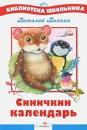 БИБЛИОТЕКА ШКОЛЬНИКА
Виталий Бианки
Синичкин
календарь